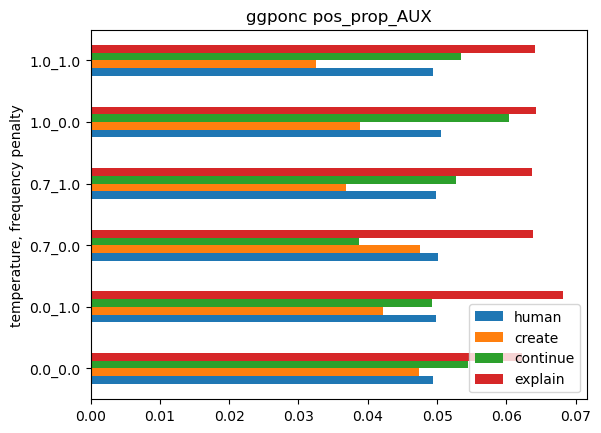 ggponc pos_prop_AUX
temperature, frequency penalty
1.0_1.0
1.0_0.0
0.7_1.0
0.7_0.0
0.0_1.0
0.0_0.0
human
create
continue
explain
0.00 0.01 0.02 0.03 0.04 0.05 0.06 0.07